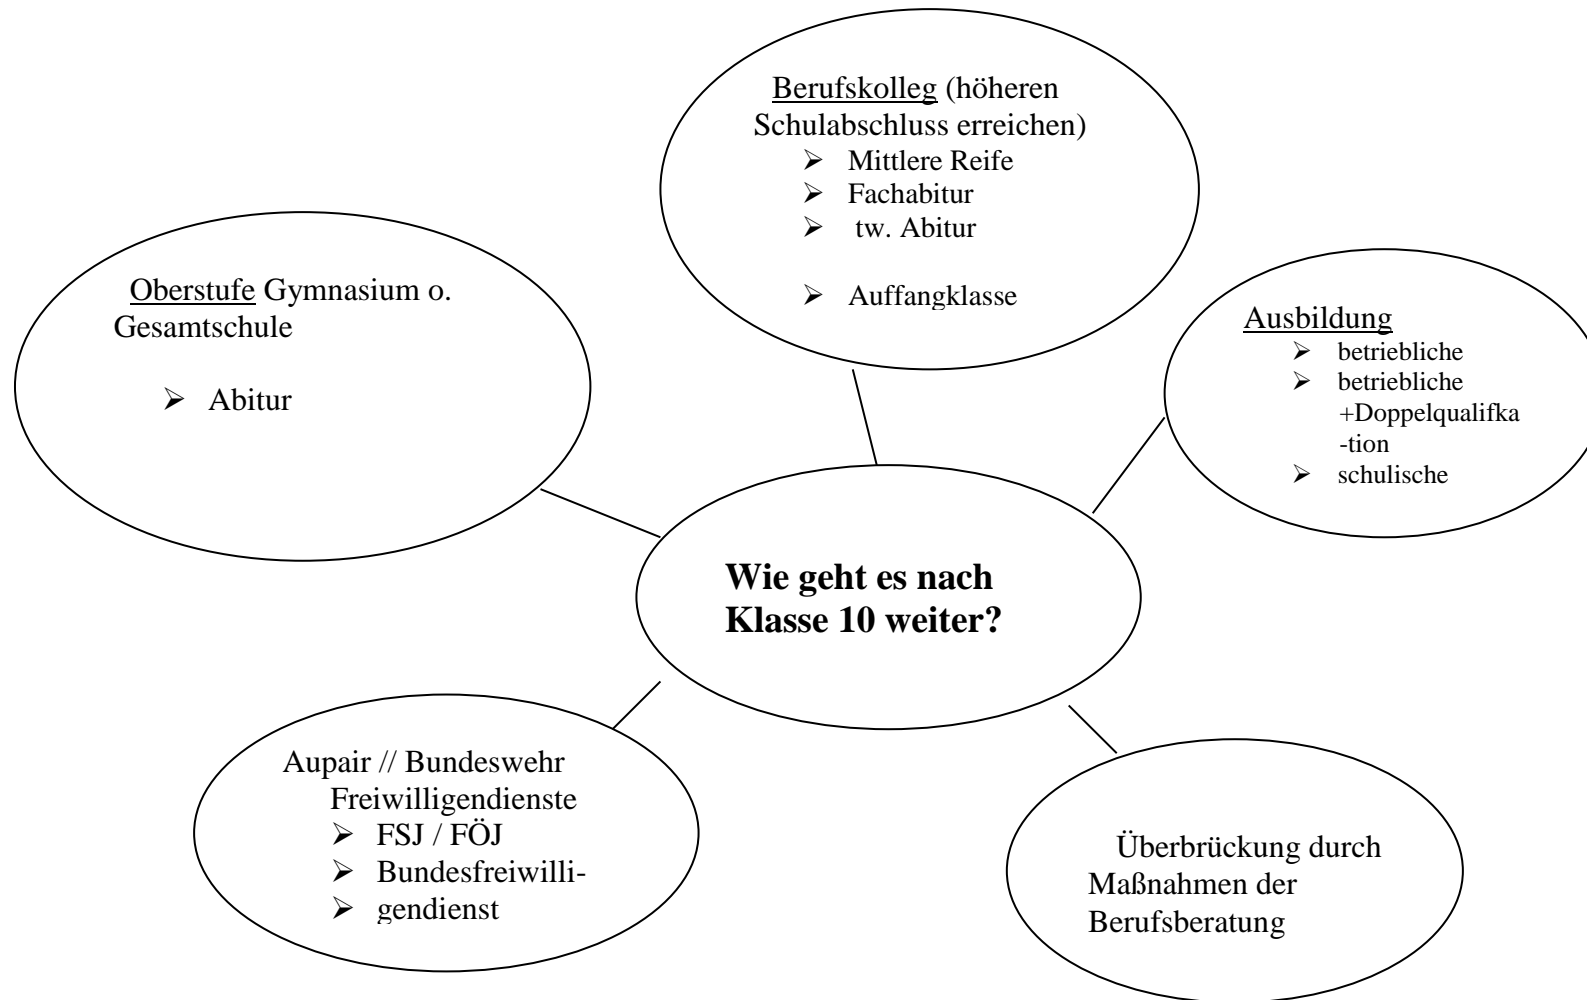 Berufskolleg (höheren
Schulabschluss erreichen)
➢ Mittlere Reife
➢ Fachabitur
➢ tw. Abitur
➢ Auffangklasse
Oberstufe Gymnasium o.
Gesamtschule
➢ Abitur
Ausbildung
➢ betriebliche
➢ betriebliche
+Doppelqualifka
-tion
➢ schulische
Wie geht es nach
Klasse 10 weiter?
Aupair // Bundeswehr
Freiwilligendienste
➢ FSJ / FÖJ
➢ Bundesfreiwilli-
➢ gendienst
Überbrückung durch
Maßnahmen der
Berufsberatung